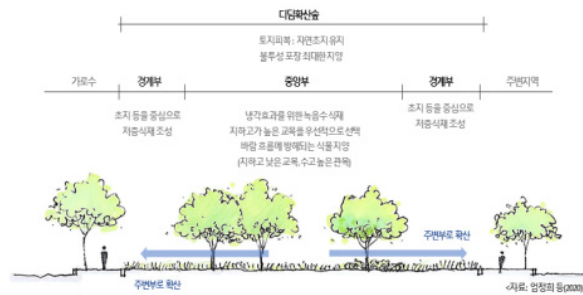 디딤확산숲
토지피복 : 자연초지 유지
불투성 포장 최대한 지양
가로수
경계부
중앙부
경계부
주변지역
초지 등을 중심으로
저층식재 조성
냉각효과를 위한 녹음수 식재
지하고가 높은 교목을 우선적으로 선택
바람 흐름에 방해되는 식물 지양
(지하고 낮은 교목, 수고 높은 관목)
초지 등을 중심으로
저층식재 조성
주변부로 확산
주변부로 확산
<자료: 엄정희 등(2020)